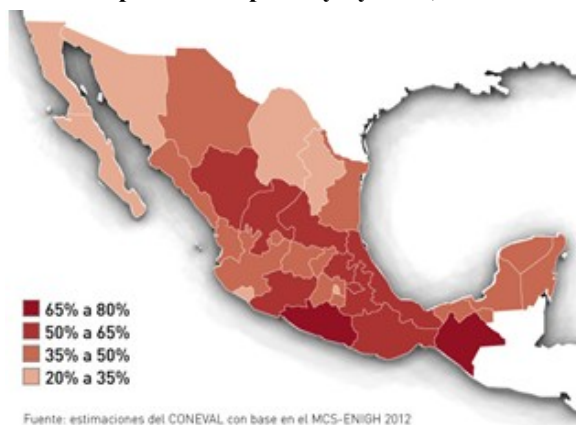 65% a 80%
50% a 65%
35% a 50%
20% a 35%
Fuente: estimaciones del CONEVAL con base en el MCS-ENIGH 2012